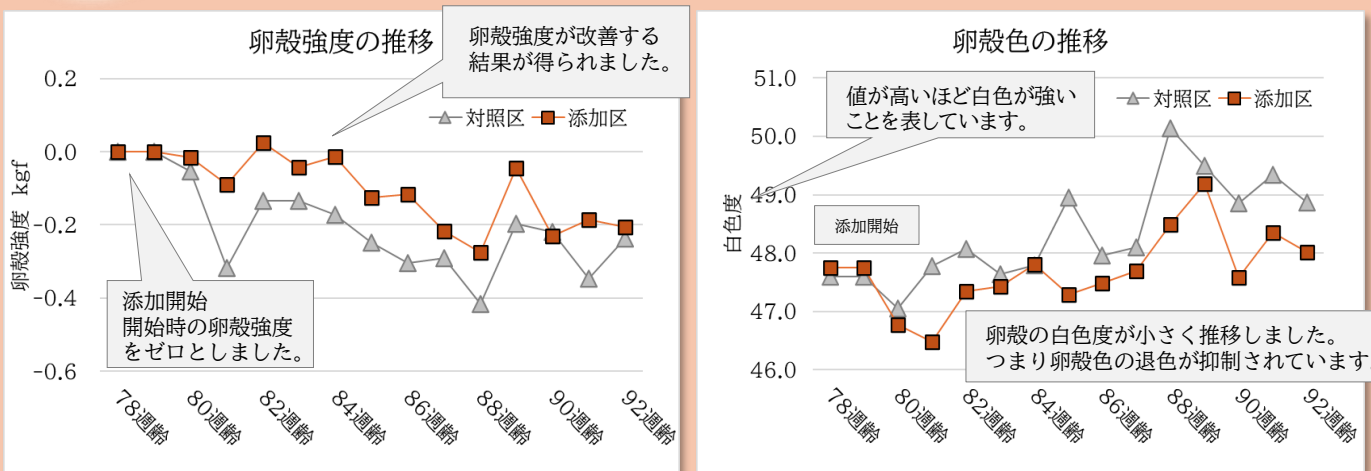 卵殻強度の推移
卵殻強度が改善する
結果が得られました。
対照区
添加区
0.2
0.0
-0.2
-0.4
-0.6
卵殻強度 kgf
添加開始
開始時の卵殻強度
をゼロとしました。
78週齢
80週齢
82週齢
84週齢
86週齢
88週齢
90週齢
92週齢
卵殻色の推移
値が高いほど白色が強い
ことを表しています。
対照区
添加区
51.0
50.0
49.0
48.0
47.0
46.0
白色度
添加開始
卵殻の白色度が小さく推移しました。
つまり卵殻色の退色が抑制されています。
78週齢
80週齢
82週齢
84週齢
86週齢
88週齢
90週齢
92週齢